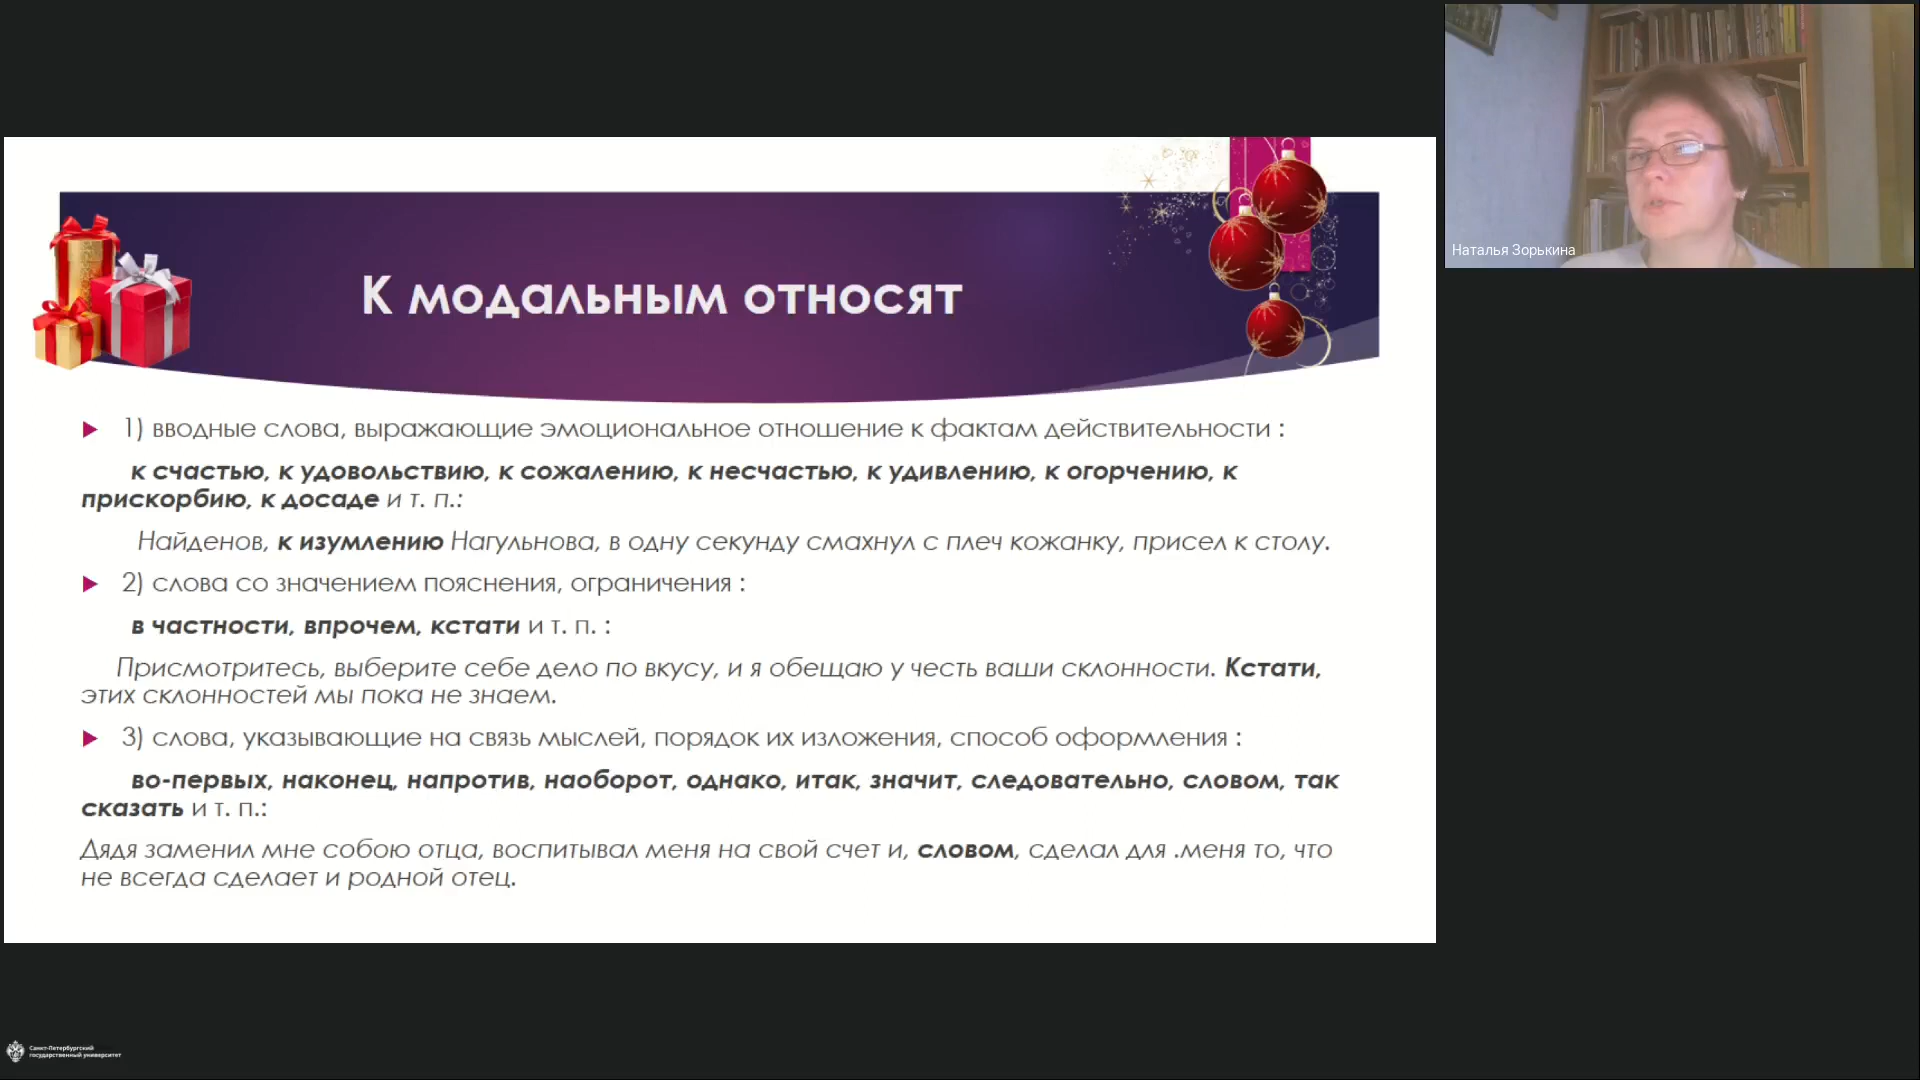 К модальным относят
1) вводные слова, выражающие эмоциональное отношение к фактам действительности :
к счастью, к удовольствию, к сожалению, к несчастью, к удивлению, к огорчению, к
прискорбию, к досаде и т. п.:
Найденов, к изумлению Нагульнова, в одну секунду смахнул с плеч кожанку, присел к столу.
2) слова со значением пояснения, ограничения :
в частности, впрочем, кстати и т. п. :
Присмотритесь, выберите себе дело по вкусу, и я обещаю у честь ваши склонности. Кстати,
этих склонностей мы пока не знаем.
3) слова, указывающие на связь мыслей, порядок их изложения, способ оформления :
во-первых, наконец, напротив, наоборот, однако, итак, значит, следовательно, словом, так
сказать и т. п.:
Дядя заменил мне собою отца, воспитывал меня на свой счет и, словом, сделал для .меня то, что
не всегда сделает и родной отец.
Наталья Зорькина
Санкт-Петербургский
государственный университет